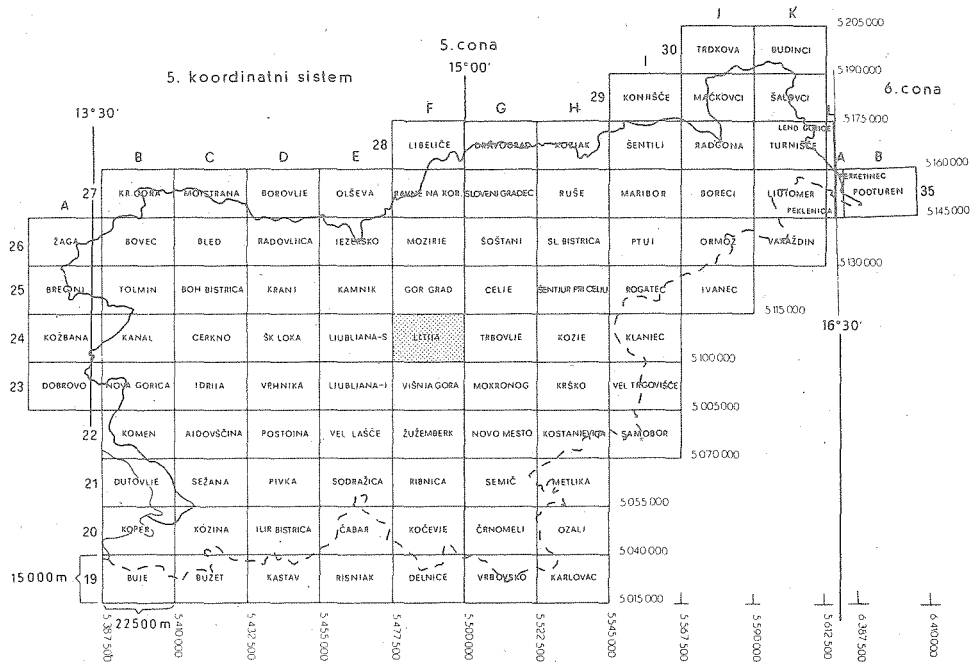 J K
5 205 000
5. cona
15°00'
I 30 TRDKOVA BUDINCI
5. koordinatni sistem
5 190 000
6. cona
29 KONJIŠČE MAČKOVCI ŠALOVCI
13°30'
F G H
L
5 175 000
28 LIBELIČE DRAVOGRAD KOZJAK ŠENTILJ RADGONA TURNIŠČE
LEND. GORICE
B C D E
A B
5 160 000
27 KR. GORA MOJSTRANA BOROVLJE OLŠEVA RAVNE NA KOR. SLOVENJ GRADEC RUŠE MARIBOR BORECI LJUTOMER
PODTUREN 35
PEKLENICA
5 145 000
A
26 ŽAGA BOVEC BLED RADOVLJICA JEZERSKO MOZIRJE ŠOŠTANJ SL. BISTRICA PTUJ ORMOŽ VARAŽDIN
5 130 000
25 BREGINJ TOLMIN BOH BISTRICA KRANJ KAMNIK GOR GRAD CELJE ŠENTJUR PRI CELJU ROGATEC IVANEC
5 115 000
24 KOŽBANA KANAL CERKNO ŠK LOKA LJUBLJANA-S LITIJA TRBOVLJE KOZJE KLANJEC
16°30'
5 100 000
23 DOBROVO NOVA GORICA IDRIJA VRHNIKA LJUBLJANA-J VIŠNJA GORA MOKRONOG KRŠKO VEL TRGOVIŠČE
5 005 000
22 KOMEN AJDOVŠČINA POSTOJNA VEL LAŠČE ŽUŽEMBERK NOVO MESTO KOSTANJEVICA SAMOBOR
5 070 000
21 DUTOVLJE SEŽANA PIVKA SODRAŽICA RIBNICA SEMIČ METLIKA
5 055 000
20 KOPER KOZINA ILIR BISTRICA ČABAR KOČEVJE ČRNOMELJ OZALJ
5 040 000
15 000 m 19 BUJE BUZET KASTAV RISNJAK DELNICE VRBOVSKO KARLOVAC
5 015 000
22500 m
5 387 500
5 410 000
5 432 500
5 455 000
5 477 500
5 500 000
5 522 500
5 545 000
5 567 500
5 590 000
5 612 500
6 387 500
6 410 000